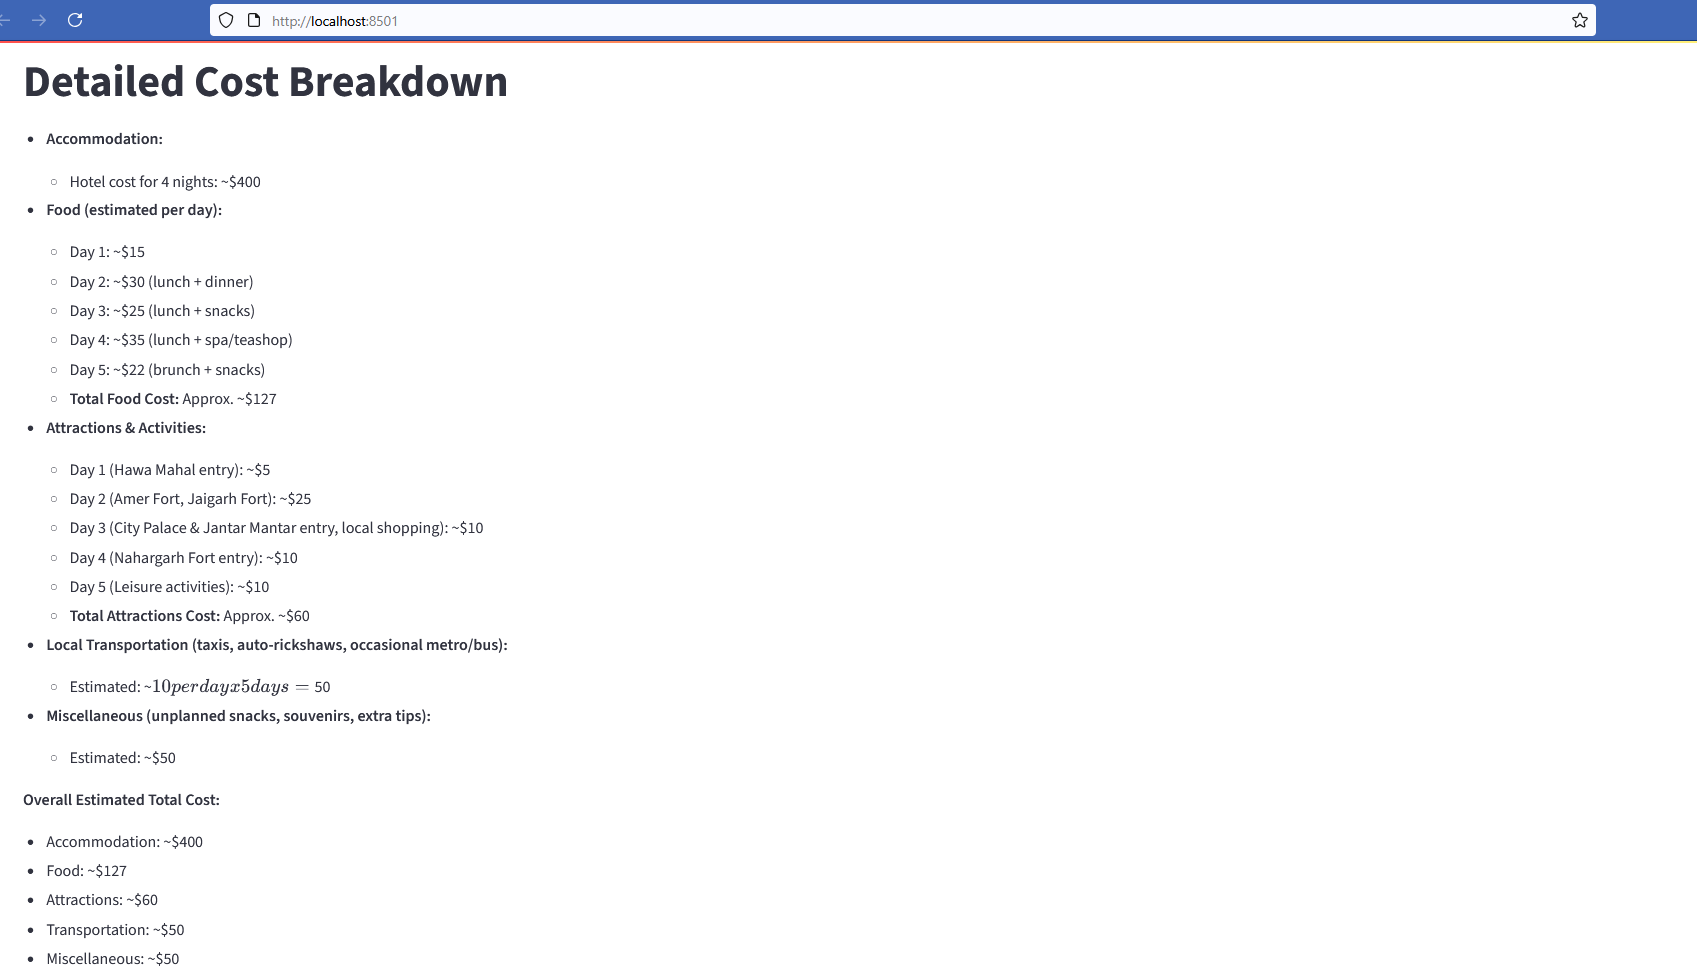 http://localhost:8501
Detailed Cost Breakdown
Accommodation:
Hotel cost for 4 nights: ~$400
Food (estimated per day):
Day 1: ~$15
Day 2: ~$30 (lunch + dinner)
Day 3: ~$25 (lunch + snacks)
Day 4: ~$35 (lunch + spa/teashop)
Day 5: ~$22 (brunch + snacks)
Total Food Cost: Approx. ~$127
Attractions & Activities:
Day 1 (Hawa Mahal entry): ~$5
Day 2 (Amer Fort, Jaigarh Fort): ~$25
Day 3 (City Palace & Jantar Mantar entry, local shopping): ~$10
Day 4 (Nahargarh Fort entry): ~$10
Day 5 (Leisure activities): ~$10
Total Attractions Cost: Approx. ~$60
Local Transportation (taxis, auto-rickshaws, occasional metro/bus):
Estimated: ~10perdayx5days = 50
Miscellaneous (unplanned snacks, souvenirs, extra tips):
Estimated: ~$50
Overall Estimated Total Cost:
Accommodation: ~$400
Food: ~$127
Attractions: ~$60
Transportation: ~$50
Miscellaneous: ~$50